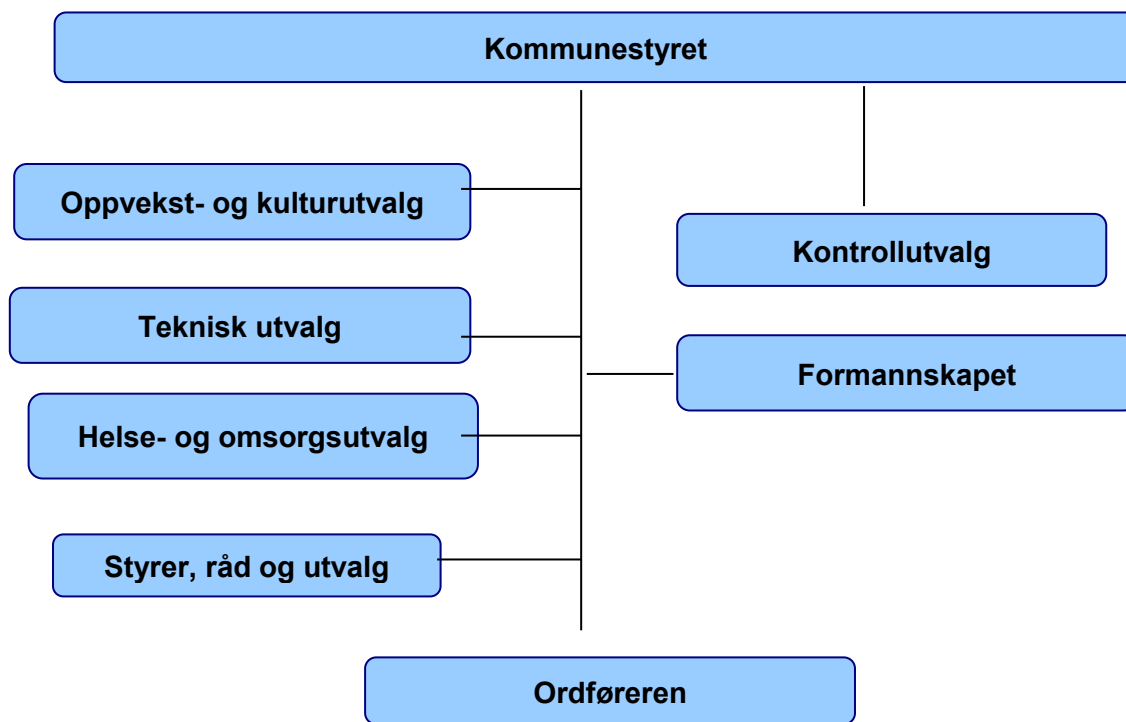 Kommunestyret
Oppvekst- og kulturutvalg
Kontrollutvalg
Teknisk utvalg
Formannskapet
Helse- og omsorgsutvalg
Styrer, råd og utvalg
Ordføreren